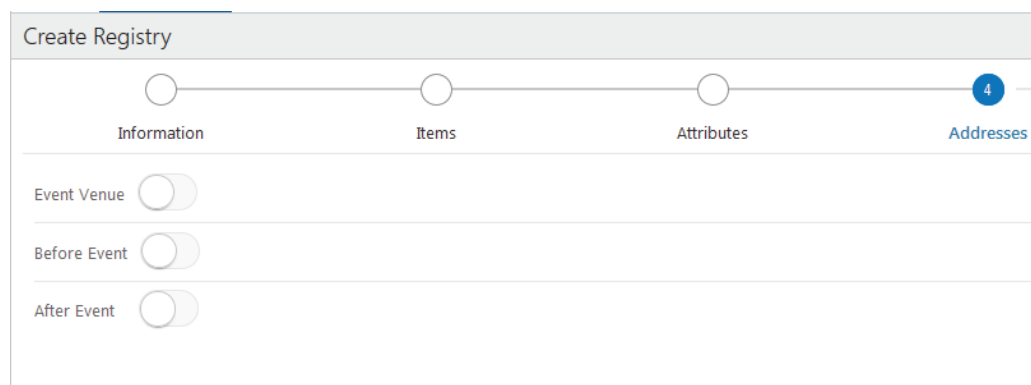 Create Registry
4
Information Items Attributes Addresses
Event Venue
Before Event
After Event